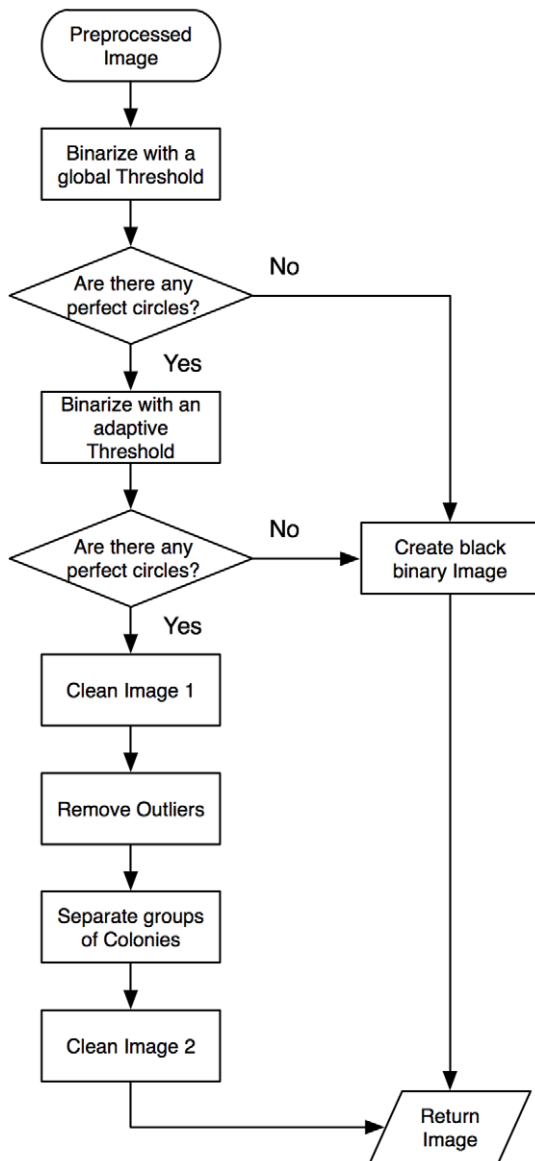 Preprocessed
Image
Binarize with a
global Threshold
No
Are there any
perfect circles?
Yes
Binarize with an
adaptive
Threshold
No
Are there any
perfect circles?
Create black
binary Image
Yes
Clean Image 1
Remove Outliers
Separate groups
of Colonies
Clean Image 2
Return
Image